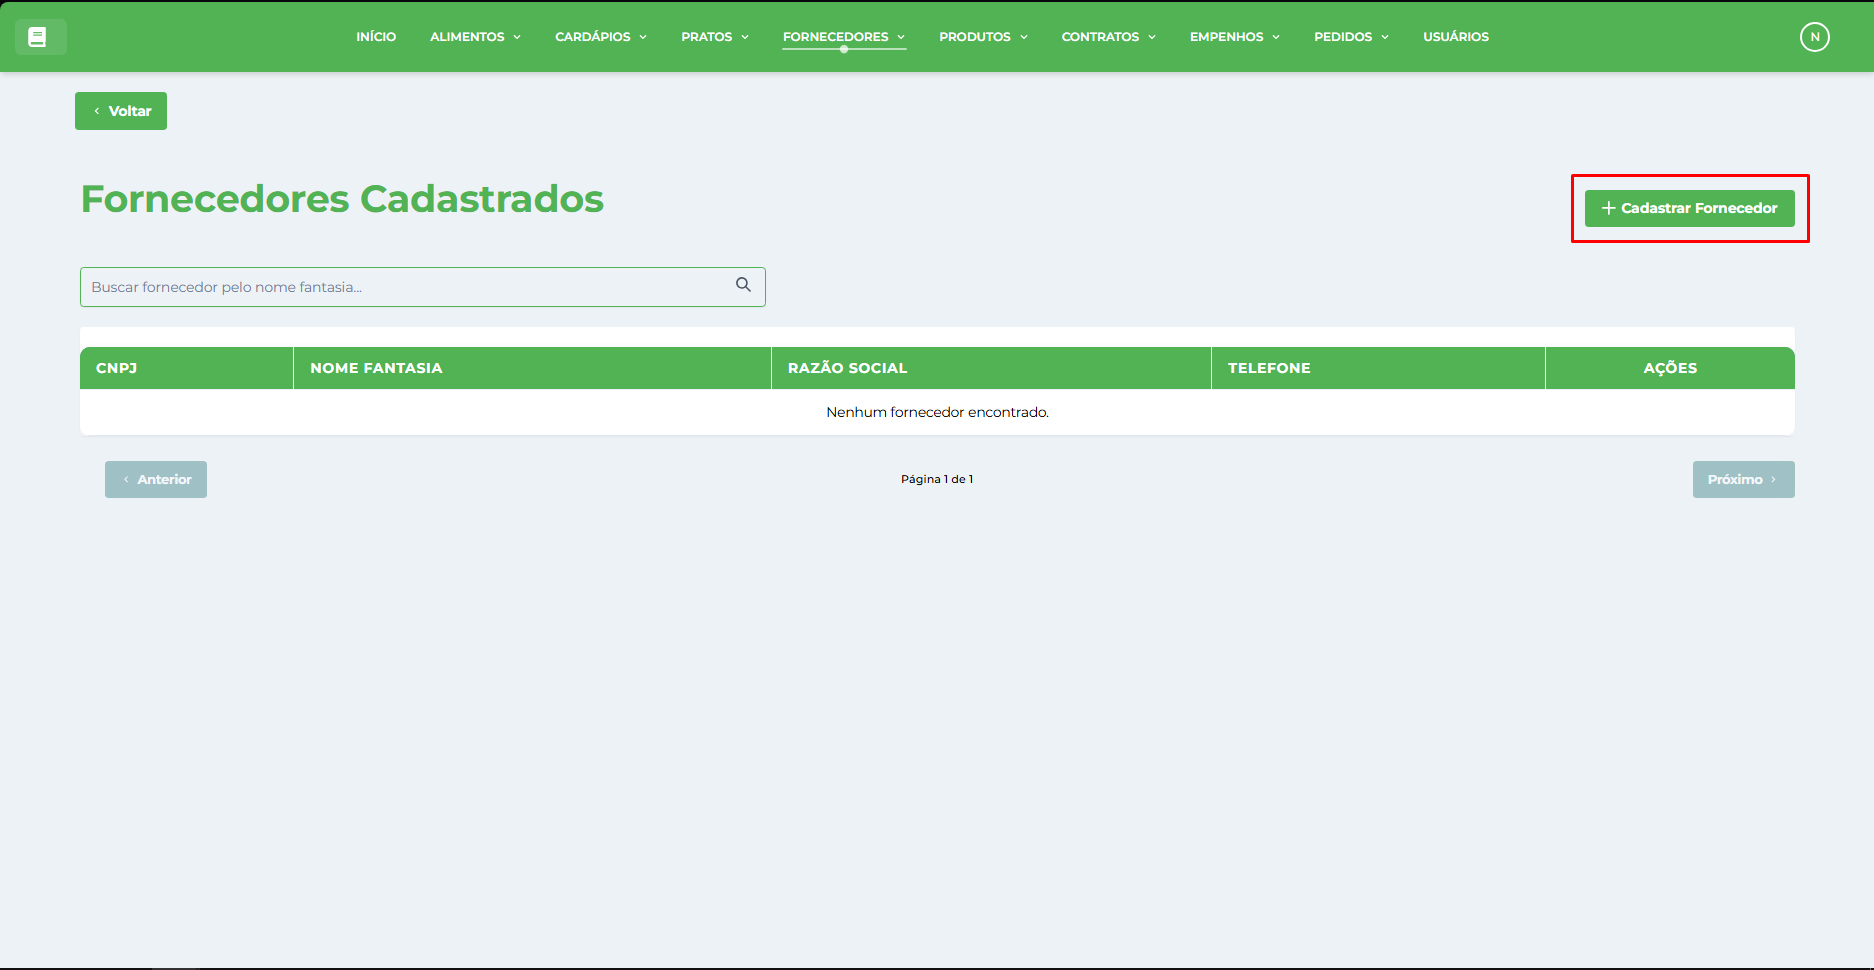 INÍCIO ALIMENTOS CARDÁPIOS PRATOS FORNECEDORES PRODUTOS CONTRATOS EMPENHOS PEDIDOS USUÁRIOS N
Voltar
Fornecedores Cadastrados
Cadastrar Fornecedor
Buscar fornecedor pelo nome fantasia...
CNPJ NOME FANTASIA RAZÃO SOCIAL TELEFONE AÇÕES
Nenhum fornecedor encontrado.
Anterior Página 1 de 1 Próximo